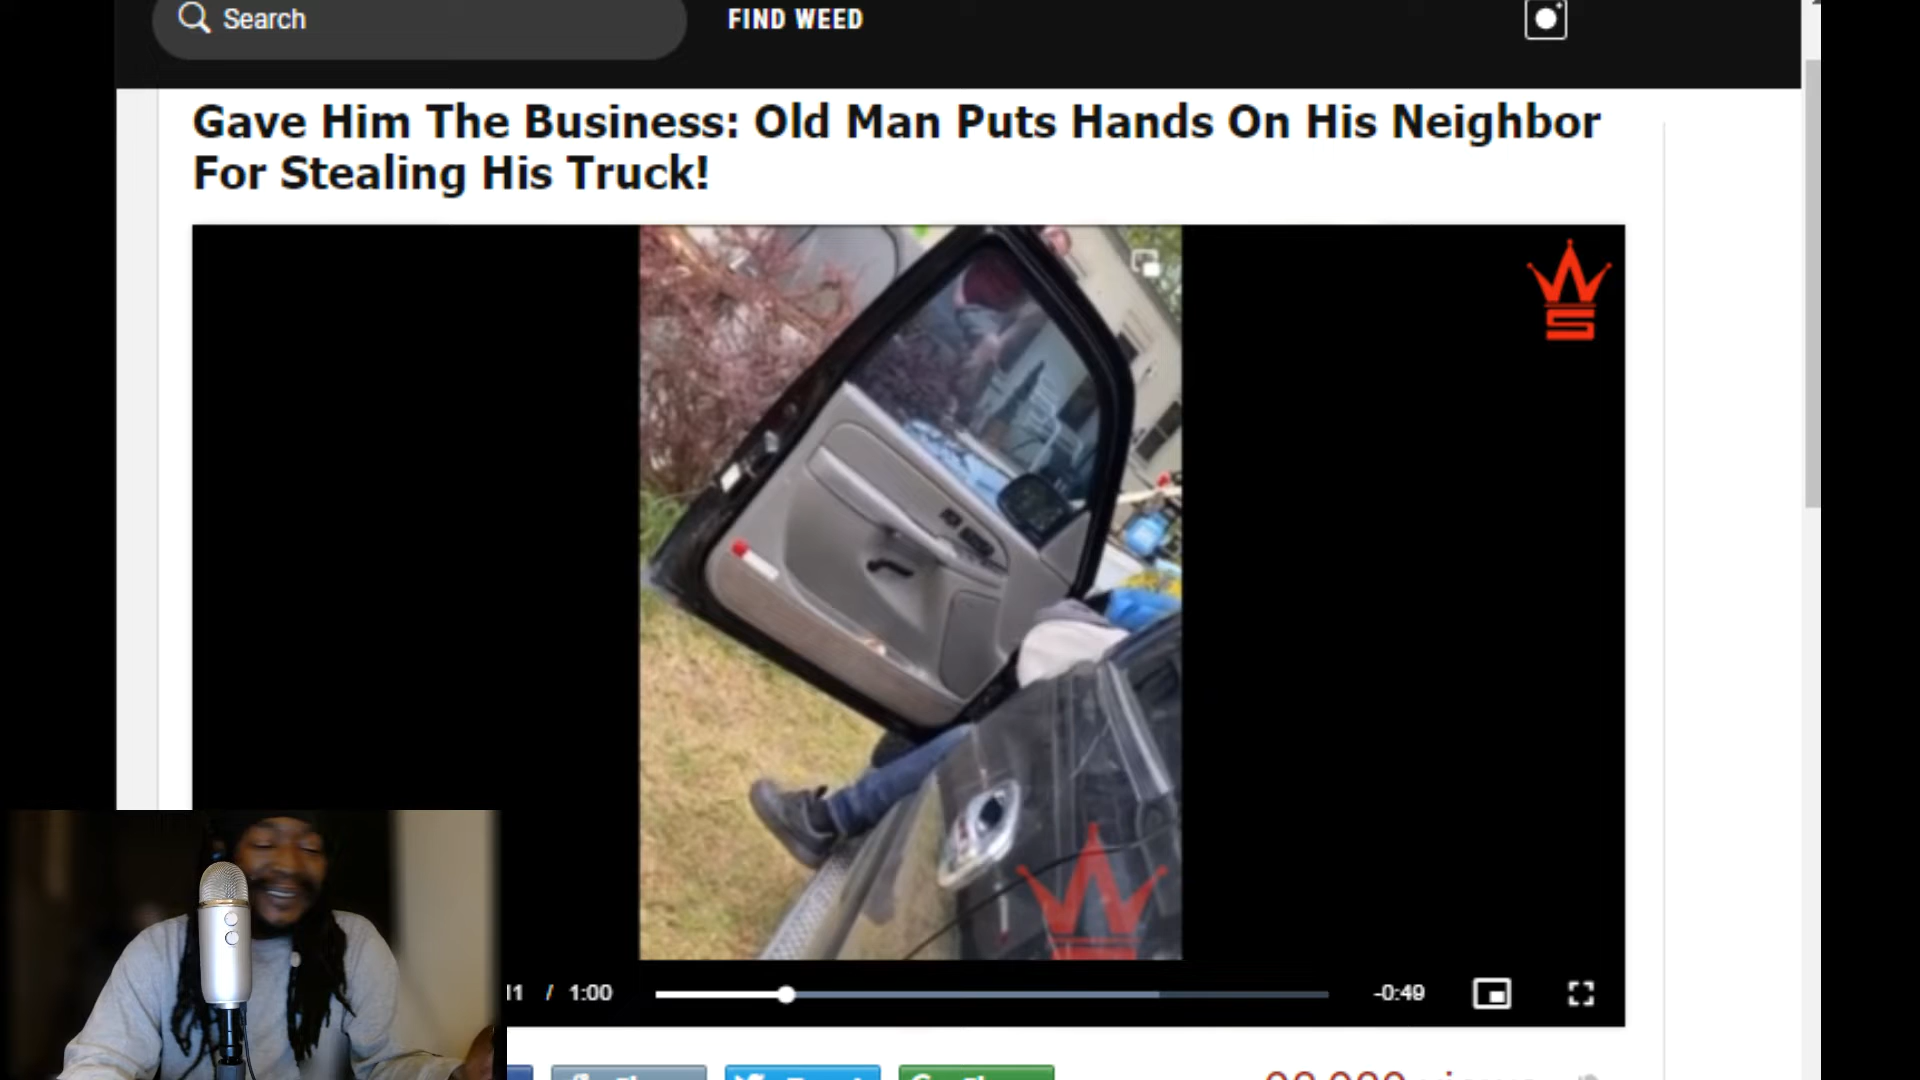 Search
FIND WEED
Gave Him The Business: Old Man Puts Hands On His Neighbor
For Stealing His Truck!
/ 1:00
-0:49